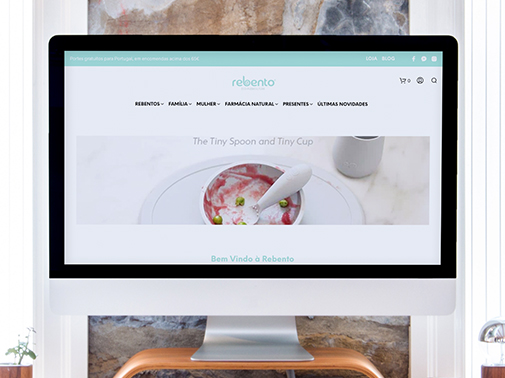 Portes gratuitos para Portugal, em encomendas acima de 60€
LOJA BLOG
rebento
0
REBENTOS FAMÍLIA MULHER FARMÁCIA NATURAL PRESENTES ÚLTIMAS NOVIDADES
The Tiny Spoon and Tiny Cup
Bem Vindo à Rebento